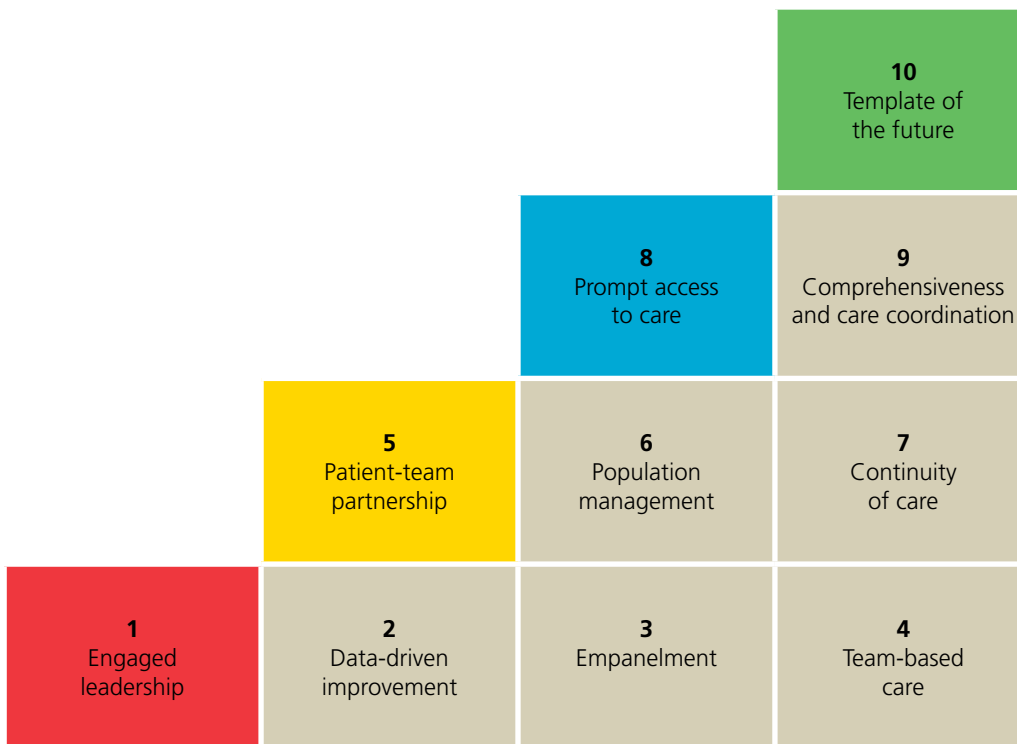 10
Template of
the future
8
Prompt access
to care
9
Comprehensiveness
and care coordination
5
Patient-team
partnership
6
Population
management
7
Continuity
of care
1
Engaged
leadership
2
Data-driven
improvement
3
Empanelment
4
Team-based
care